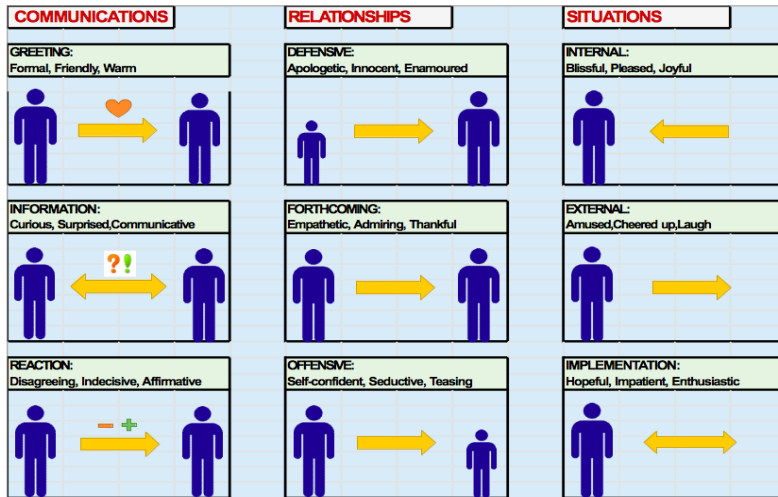 COMMUNICATIONS
RELATIONSHIPS
SITUATIONS
GREETING:
Formal, Friendly, Warm
DEFENSIVE:
Apologetic, Innocent, Enamoured
INTERNAL:
Blissful, Pleased, Joyful
INFORMATION:
Curious, Surprised,Communicative
?!
FORTHCOMING:
Empathetic, Admiring, Thankful
EXTERNAL:
Amused,Cheered up,Laugh
REACTION:
Disagreeing, Indecisive, Affirmative
OFFENSIVE:
Self-confident, Seductive, Teasing
IMPLEMENTATION:
Hopeful, Impatient, Enthusiastic